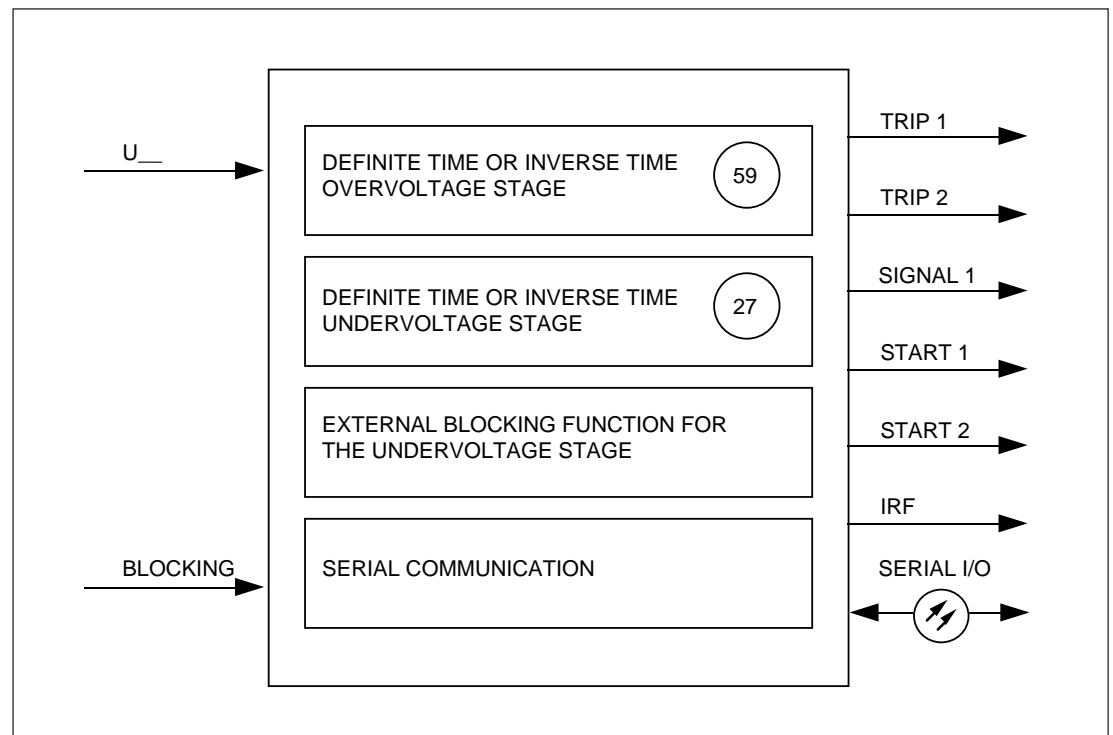 U__
BLOCKING
DEFINITE TIME OR INVERSE TIME
OVERVOLTAGE STAGE
59
DEFINITE TIME OR INVERSE TIME
UNDERVOLTAGE STAGE
27
EXTERNAL BLOCKING FUNCTION FOR
THE UNDERVOLTAGE STAGE
SERIAL COMMUNICATION
TRIP 1
TRIP 2
SIGNAL 1
START 1
START 2
IRF
SERIAL I/O